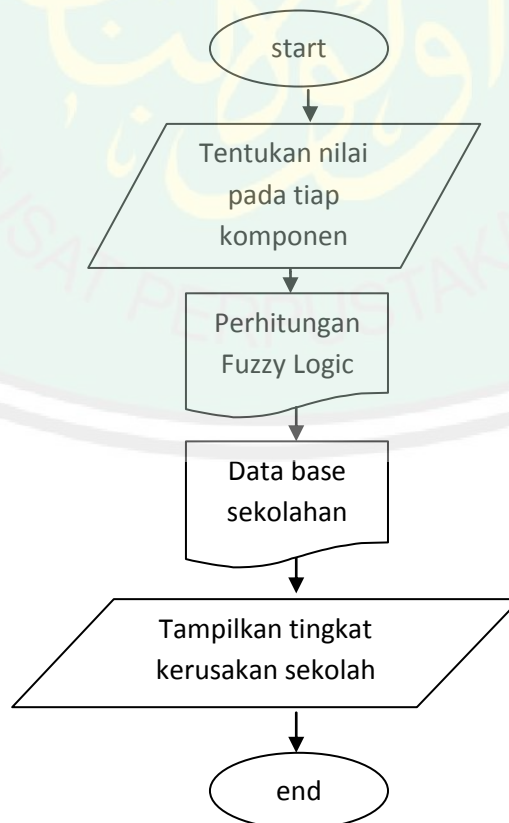 start
Tentukan nilai
pada tiap
komponen
Perhitungan
Fuzzy Logic
Data base
sekolahan
Tampilkan tingkat
kerusakan sekolah
end